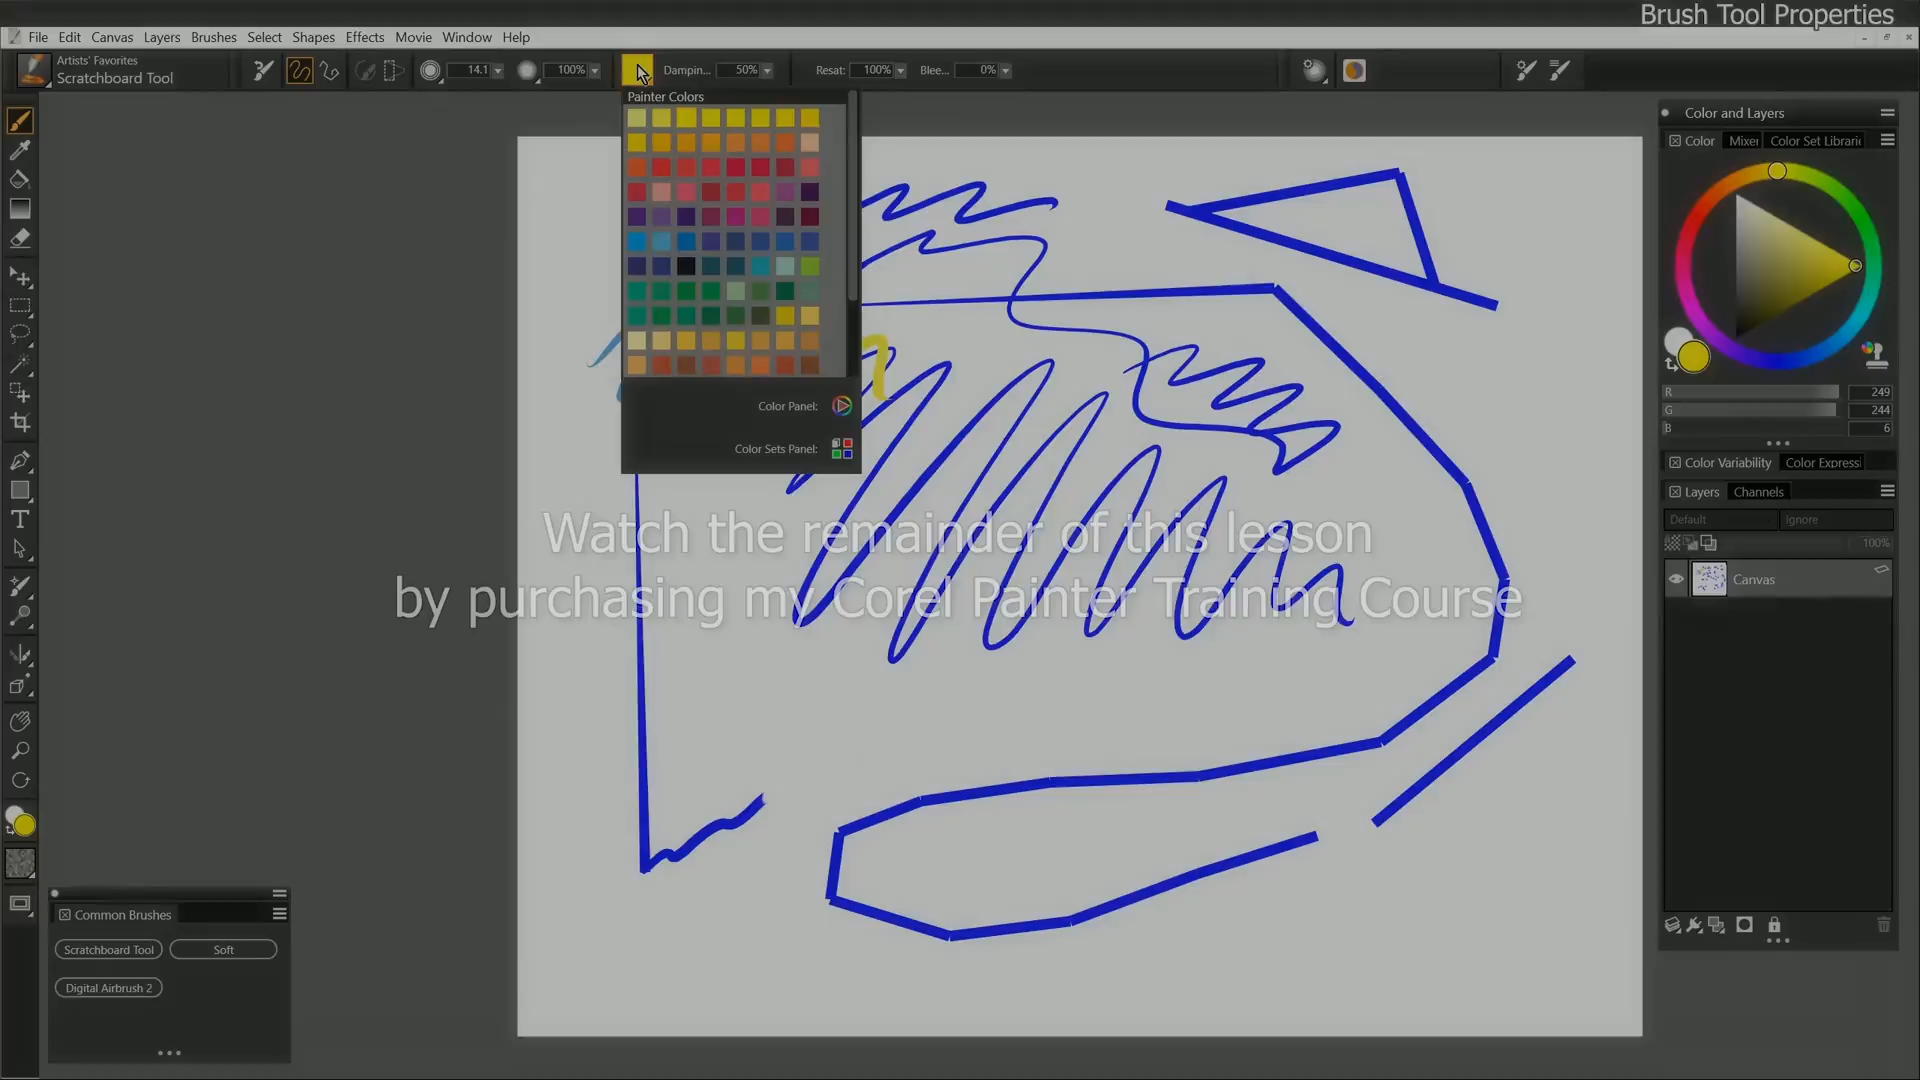 Brush Tool Properties
File Edit Canvas Layers Brushes Select Shapes Effects Movie Window Help
Artists' Favorites
Scratchboard Tool
14.1 100% Dampin... 50% Resat: 100% Blee... 0%
Painter Colors
Color and Layers
Color Mixer Color Set Librari
R 249
G 244
B 6
Color Panel:
Color Sets Panel:
Color Variability Color Expressi
Layers Channels
Default Ignore
100%
Canvas
Watch the remainder of this lesson
by purchasing my Corel Painter Training Course
Common Brushes
Scratchboard Tool Soft
Digital Airbrush 2